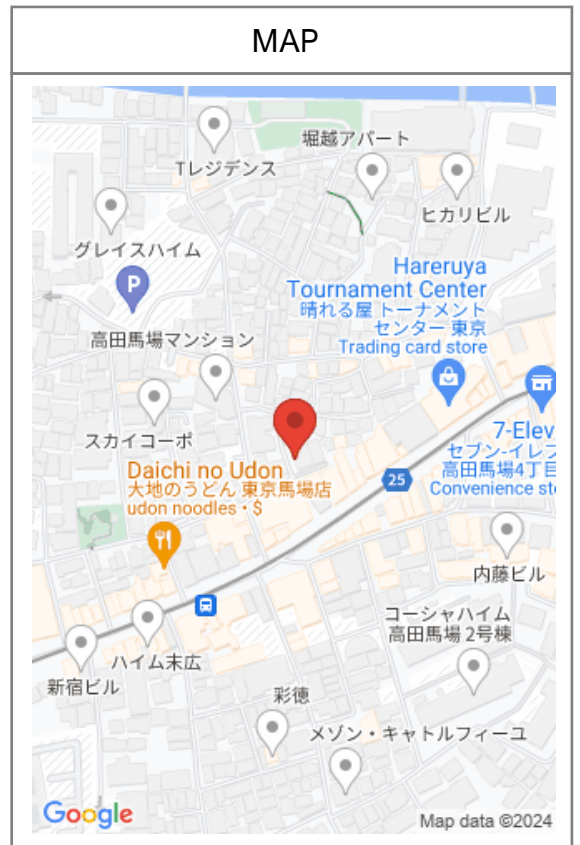 MAP
堀越アパート
Tレジデンス
ヒカリビル
グレイスハイム
P
Hareruya
Tournament Center
晴れる屋 トーナメント
センター 東京
Trading card store
高田馬場マンション
スカイコーポ
7-Elev
セブン-イレブ
高田馬場4丁目
Convenience sto
Daichi no Udon
大地のうどん 東京馬場店
udon noodles・$
25
内藤ビル
コーシャハイム
高田馬場 2号棟
ハイム末広
新宿ビル
彩徳
メゾン・キャトルフィーユ
Google
Map data ©2024